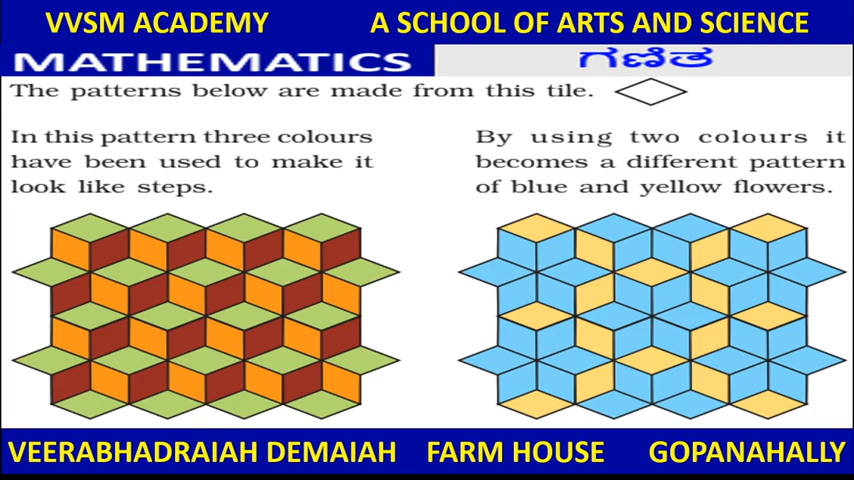 VVSM ACADEMY A SCHOOL OF ARTS AND SCIENCE
MATHEMATICS ಗಣಿತ
The patterns below are made from this tile.
In this pattern three colours
have been used to make it
look like steps.
By using two colours it
becomes a different pattern
of blue and yellow flowers.
VEERABHADRAIAH DEMAIAH FARM HOUSE GOPANAHALLY